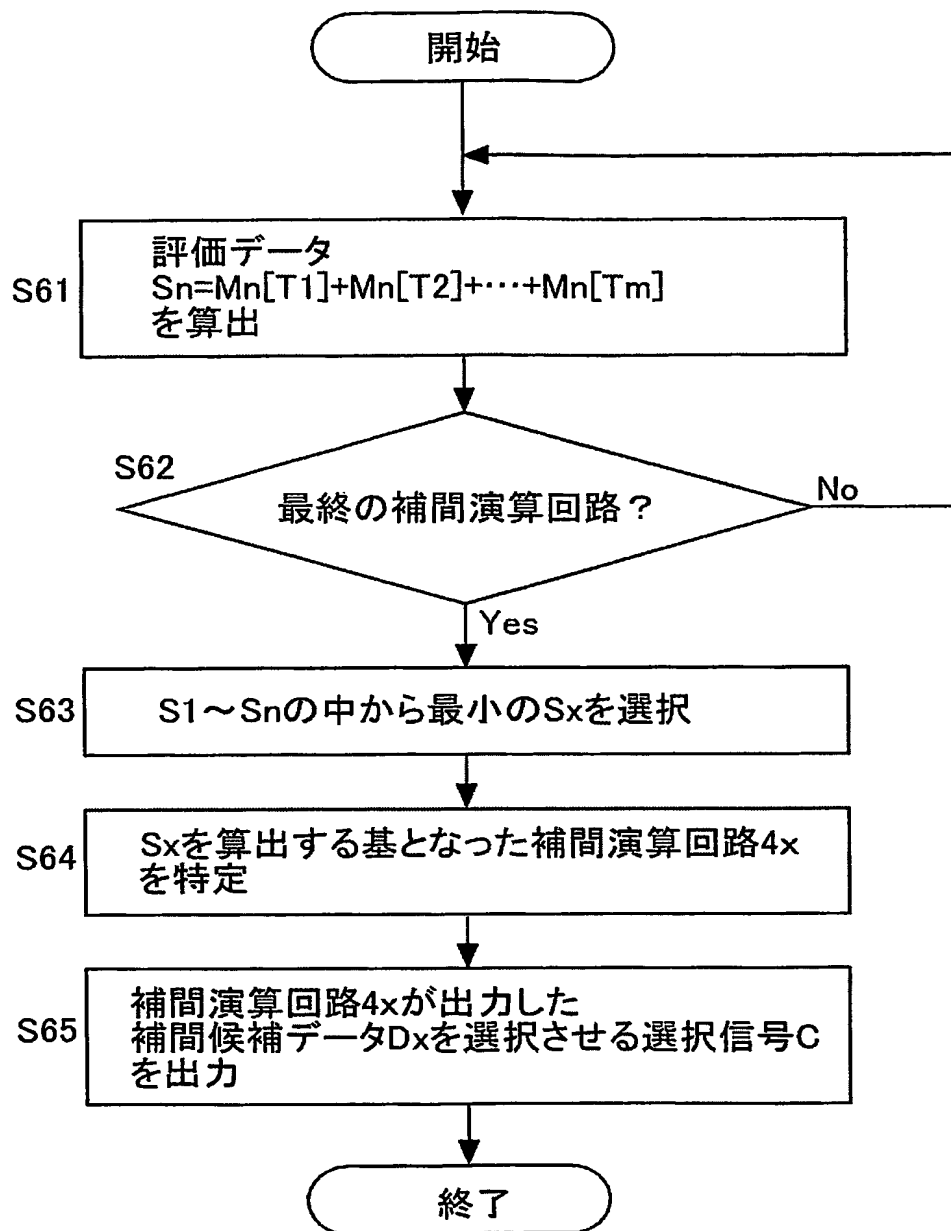 開始
S61
評価データ
Sn=Mn[T1]+Mn[T2]+···+Mn[Tm]
を算出
S62
最終の補間演算回路？
No
Yes
S63
S1～Snの中から最小のSxを選択
S64
Sxを算出する基となった補間演算回路4x
を特定
S65
補間演算回路4xが出力した
補間候補データDxを選択させる選択信号C
を出力
終了